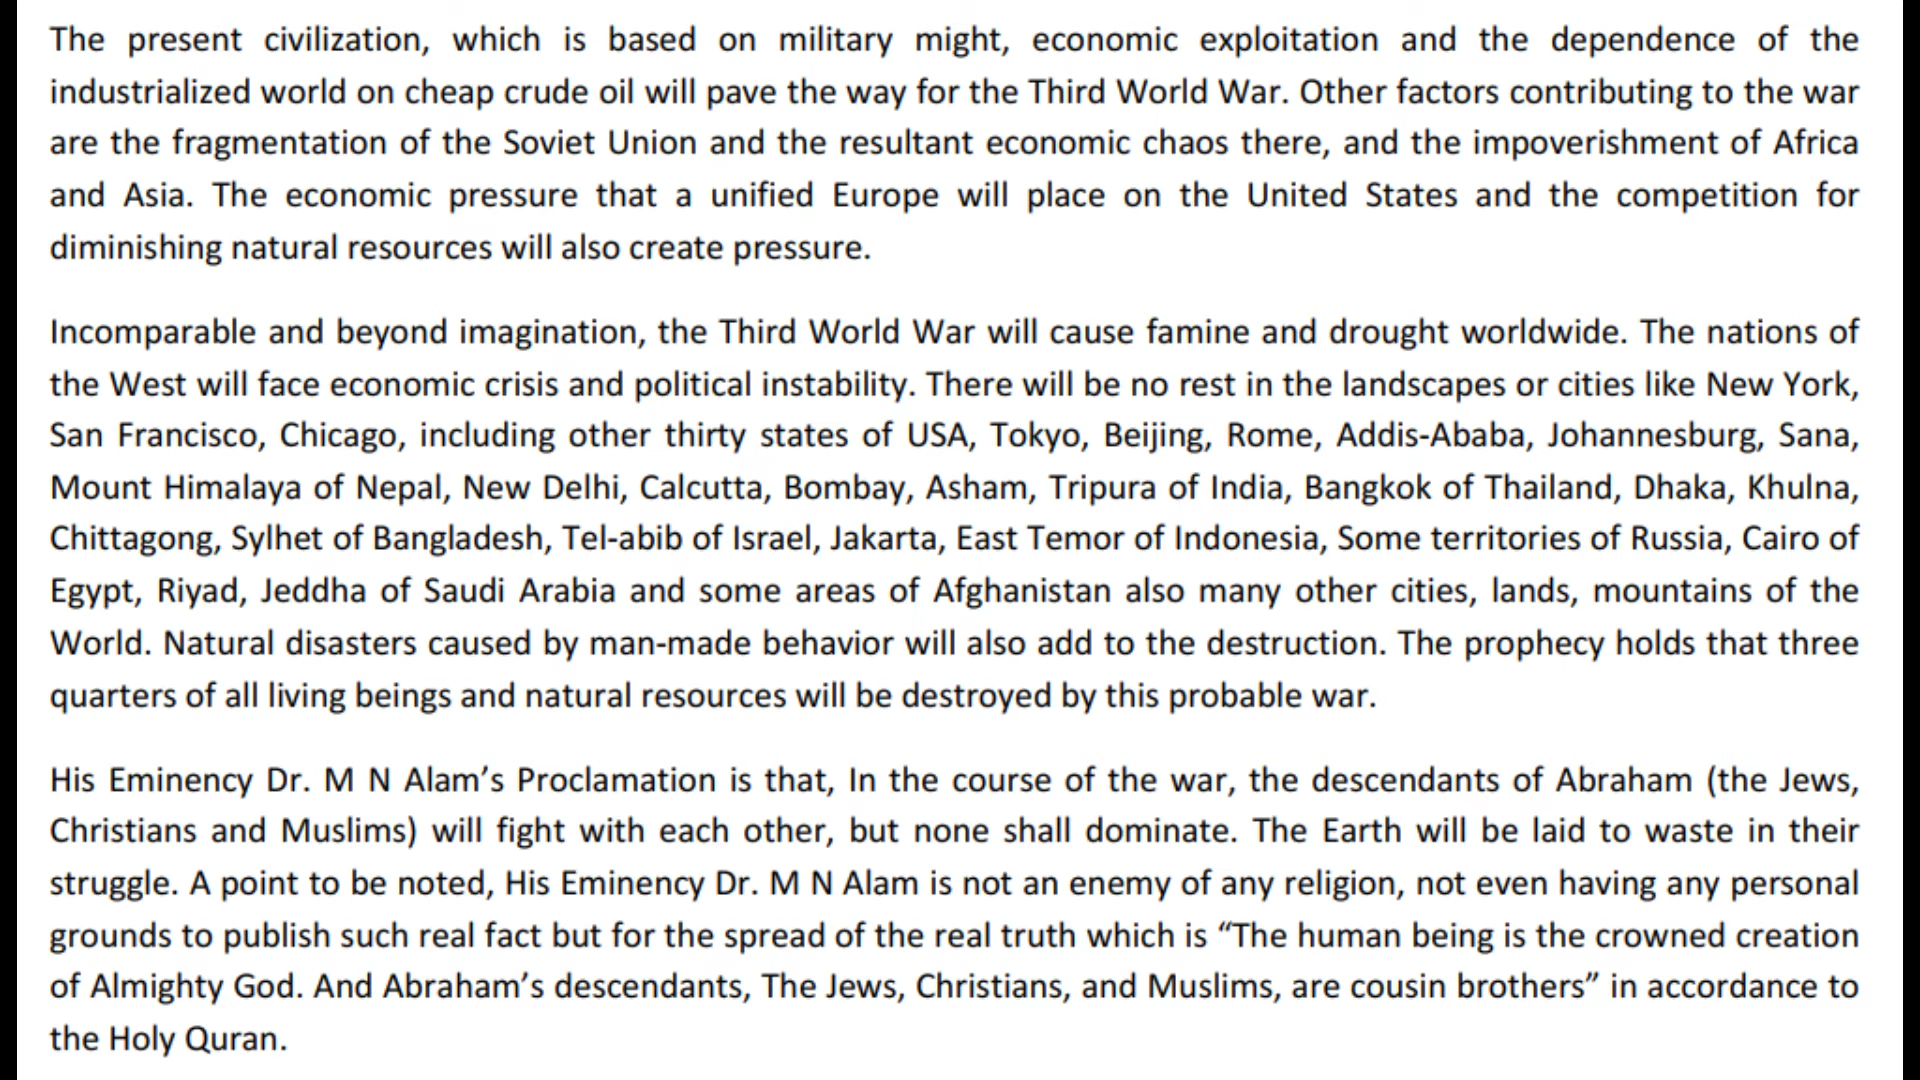 The present civilization, which is based on military might, economic exploitation and the dependence of the
industrialized world on cheap crude oil will pave the way for the Third World War. Other factors contributing to the war
are the fragmentation of the Soviet Union and the resultant economic chaos there, and the impoverishment of Africa
and Asia. The economic pressure that a unified Europe will place on the United States and the competition for
diminishing natural resources will also create pressure.
Incomparable and beyond imagination, the Third World War will cause famine and drought worldwide. The nations of
the West will face economic crisis and political instability. There will be no rest in the landscapes or cities like New York,
San Francisco, Chicago, including other thirty states of USA, Tokyo, Beijing, Rome, Addis-Ababa, Johannesburg, Sana,
Mount Himalaya of Nepal, New Delhi, Calcutta, Bombay, Asham, Tripura of India, Bangkok of Thailand, Dhaka, Khulna,
Chittagong, Sylhet of Bangladesh, Tel-abib of Israel, Jakarta, East Temor of Indonesia, Some territories of Russia, Cairo of
Egypt, Riyad, Jeddha of Saudi Arabia and some areas of Afghanistan also many other cities, lands, mountains of the
World. Natural disasters caused by man-made behavior will also add to the destruction. The prophecy holds that three
quarters of all living beings and natural resources will be destroyed by this probable war.
His Eminency Dr. M N Alam’s Proclamation is that, In the course of the war, the descendants of Abraham (the Jews,
Christians and Muslims) will fight with each other, but none shall dominate. The Earth will be laid to waste in their
struggle. A point to be noted, His Eminency Dr. M N Alam is not an enemy of any religion, not even having any personal
grounds to publish such real fact but for the spread of the real truth which is “The human being is the crowned creation
of Almighty God. And Abraham’s descendants, The Jews, Christians, and Muslims, are cousin brothers” in accordance to
the Holy Quran.